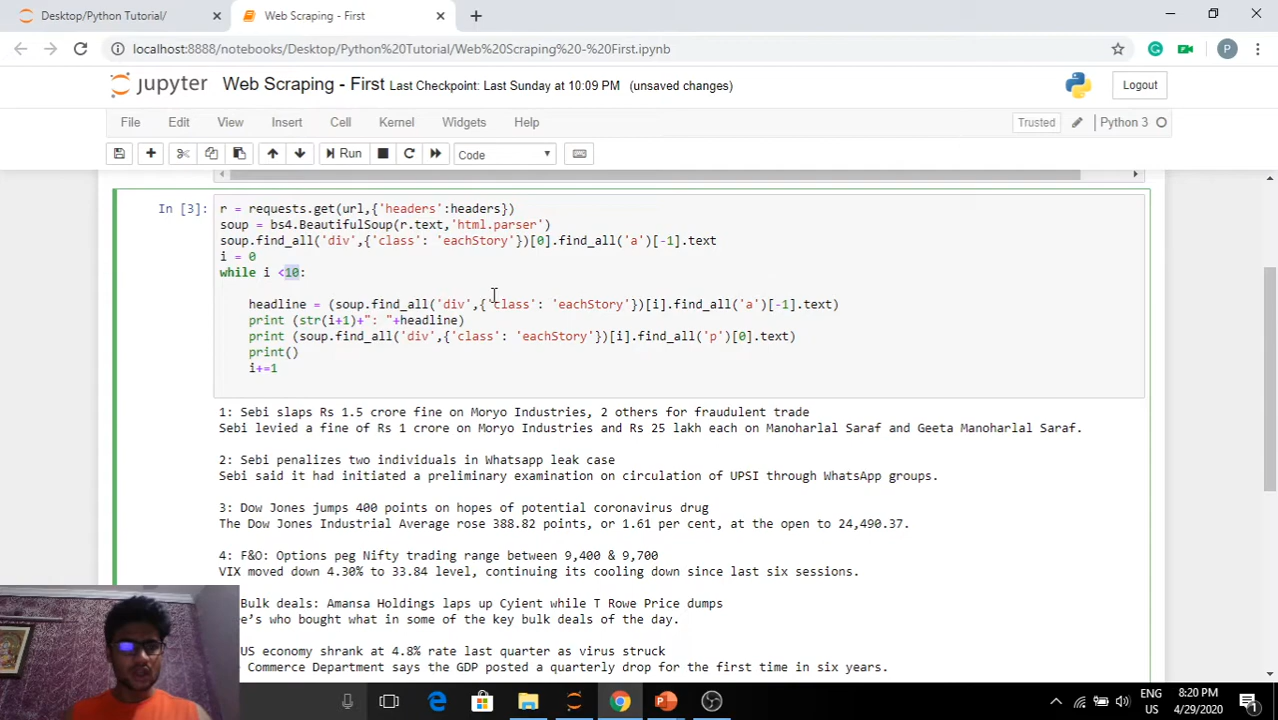 Desktop/Python Tutorial/
Web Scraping - First
localhost:8888/notebooks/Desktop/Python%20Tutorial/Web%20Scraping%20-%20First.ipynb
P
jupyter Web Scraping - First Last Checkpoint: Last Sunday at 10:09 PM (unsaved changes)
Logout
File Edit View Insert Cell Kernel Widgets Help
Trusted Python 3
Run Code
In [3]: r = requests.get(url,{'headers':headers})
soup = bs4.BeautifulSoup(r.text,'html.parser')
soup.find_all('div',{'class': 'eachStory'})[0].find_all('a')[-1].text
i = 0
while i <10:
headline = (soup.find_all('div',{'class': 'eachStory'})[i].find_all('a')[-1].text)
print (str(i+1)+": "+headline)
print (soup.find_all('div',{'class': 'eachStory'})[i].find_all('p')[0].text)
print()
i+=1
1: Sebi slaps Rs 1.5 crore fine on Moryo Industries, 2 others for fraudulent trade
Sebi levied a fine of Rs 1 crore on Moryo Industries and Rs 25 lakh each on Manoharlal Saraf and Geeta Manoharlal Saraf.
2: Sebi penalizes two individuals in Whatsapp leak case
Sebi said it had initiated a preliminary examination on circulation of UPSI through WhatsApp groups.
3: Dow Jones jumps 400 points on hopes of potential coronavirus drug
The Dow Jones Industrial Average rose 388.82 points, or 1.61 per cent, at the open to 24,490.37.
4: F&O: Options peg Nifty trading range between 9,400 & 9,700
VIX moved down 4.30% to 33.84 level, continuing its cooling down since last six sessions.
Bulk deals: Amansa Holdings laps up Cyient while T Rowe Price dumps
e's who bought what in some of the key bulk deals of the day.
US economy shrank at 4.8% rate last quarter as virus struck
Commerce Department says the GDP posted a quarterly drop for the first time in six years.
ENG
US
8:20 PM
4/29/2020
1